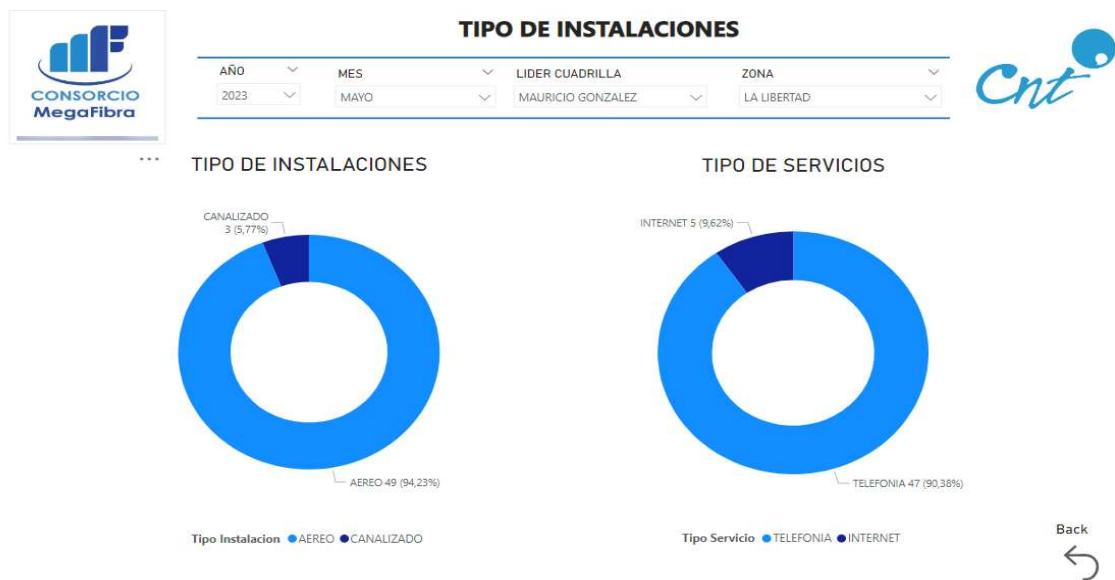 TIPO DE INSTALACIONES
CONSORCIO
MegaFibra
AÑO
MES
LIDER CUADRILLA
ZONA
2023
MAYO
MAURICIO GONZALEZ
LA LIBERTAD
Cnt
...
TIPO DE INSTALACIONES
TIPO DE SERVICIOS
CANALIZADO
3 (5,77%)
INTERNET 5 (9,62%)
AEREO 49 (94,23%)
TELEFONIA 47 (90,38%)
Tipo Instalacion AEREO CANALIZADO
Tipo Servicio TELEFONIA INTERNET
Back